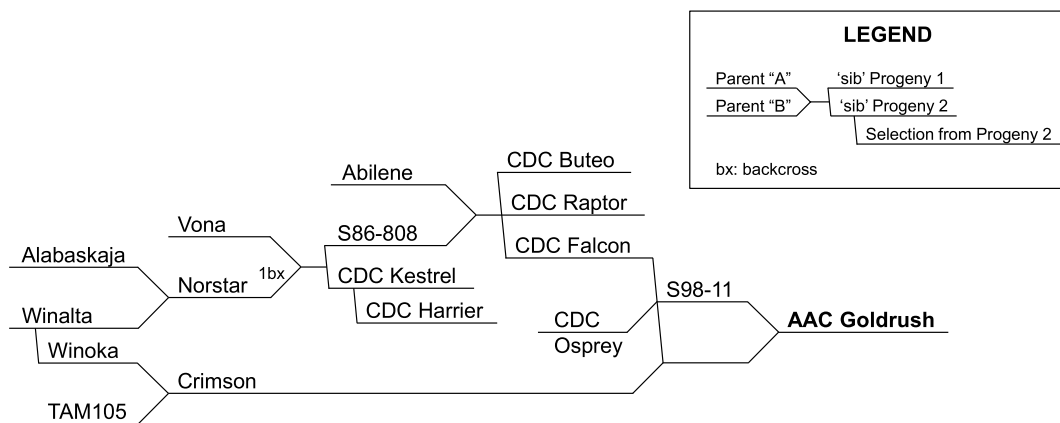 LEGEND
Parent “A”
‘sib’ Progeny 1
Parent “B”
‘sib’ Progeny 2
Selection from Progeny 2
bx: backcross
CDC Buteo
Abilene
CDC Raptor
Vona
S86-808
CDC Falcon
Alabaskaja
1bx
CDC Kestrel
Norstar
S98-11
CDC Harrier
Winalta
CDC
Osprey
AAC Goldrush
Winoka
Crimson
TAM105